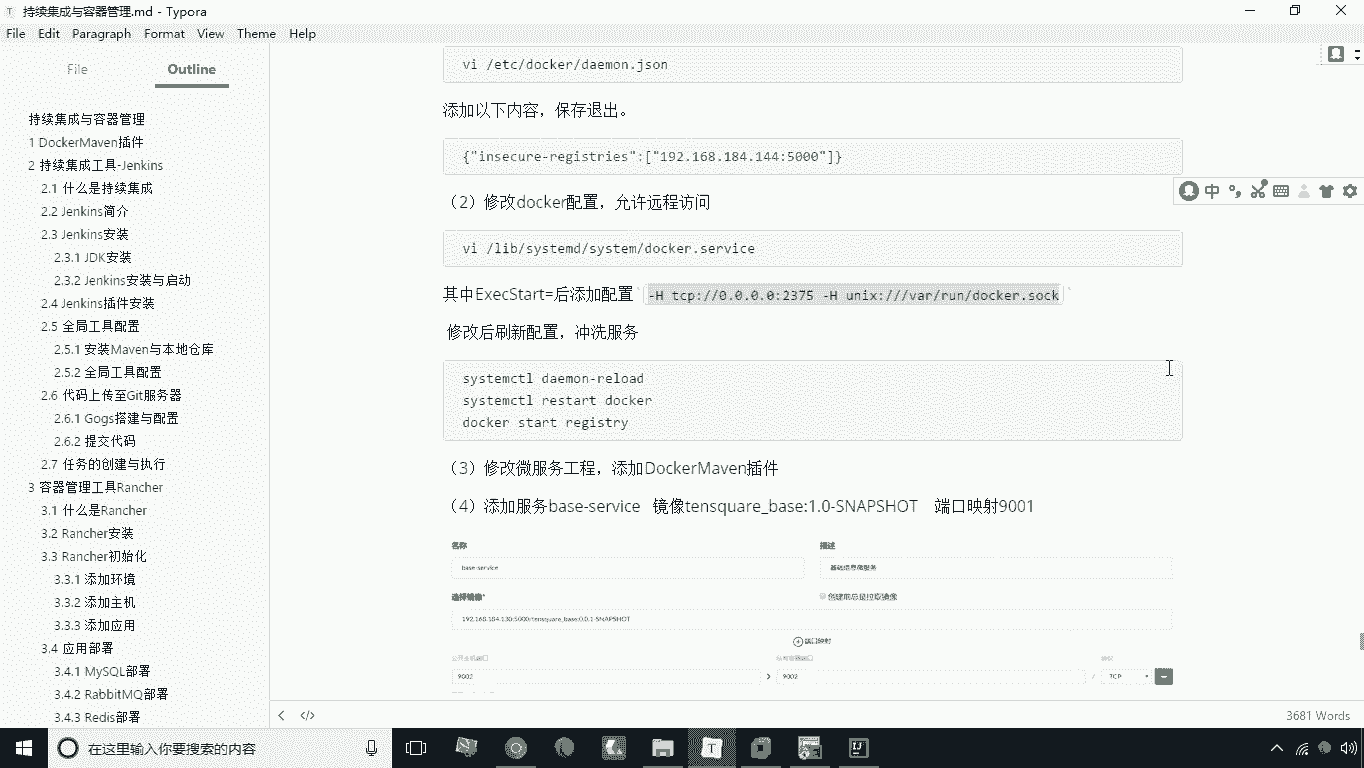 持续集成与容器管理.md - Typora
File Edit Paragraph Format View Theme Help
File Outline
持续集成与容器管理
1 DockerMaven插件
2 持续集成工具-Jenkins
2.1 什么是持续集成
2.2 Jenkins简介
2.3 Jenkins安装
2.3.1 JDK安装
2.3.2 Jenkins安装与启动
2.4 Jenkins插件安装
2.5 全局工具配置
2.5.1 安装Maven与本地仓库
2.5.2 全局工具配置
2.6 代码上传至Git服务器
2.6.1 Gogs搭建与配置
2.6.2 提交代码
2.7 任务的创建与执行
3 容器管理工具Rancher
3.1 什么是Rancher
3.2 Rancher安装
3.3 Rancher初始化
3.3.1 添加环境
3.3.2 添加主机
3.3.3 添加应用
3.4 应用部署
3.4.1 MySQL部署
3.4.2 RabbitMQ部署
3.4.3 Redis部署
vi /etc/docker/daemon.json
添加以下内容，保存退出。
{"insecure-registries":["192.168.184.144:5000"]}
（2）修改docker配置，允许远程访问
vi /lib/systemd/system/docker.service
其中ExecStart=后添加配置 `-H tcp://0.0.0.0:2375 -H unix:///var/run/docker.sock`
修改后刷新配置，冲洗服务
systemctl daemon-reload
systemctl restart docker
docker start registry
（3）修改微服务工程，添加DockerMaven插件
（4）添加服务base-service 镜像tensquare_base:1.0-SNAPSHOT 端口映射9001
名称 描述
base-service 基础信息微服务
选择镜像* 创建前总是拉取镜像
192.168.184.130:5000/tensquare_base:0.0.1-SNAPSHOT
端口映射
9002 9002 TCP
中
3681 Words
在这里输入你要搜索的内容